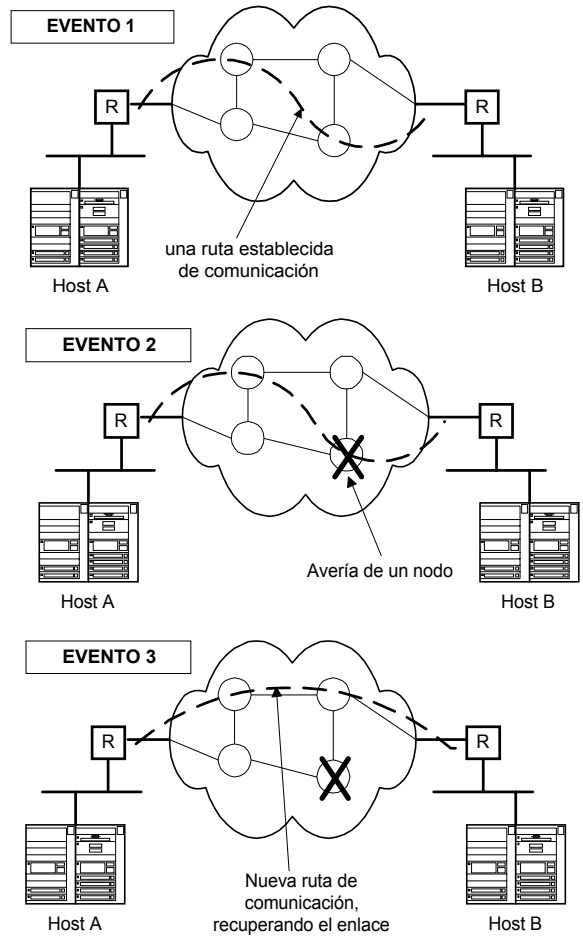 EVENTO 1
R
R
una ruta establecida
de comunicación
Host A
Host B
EVENTO 2
R
R
Avería de un nodo
Host A
Host B
EVENTO 3
R
R
Nueva ruta de
comunicación,
recuperando el enlace
Host A
Host B